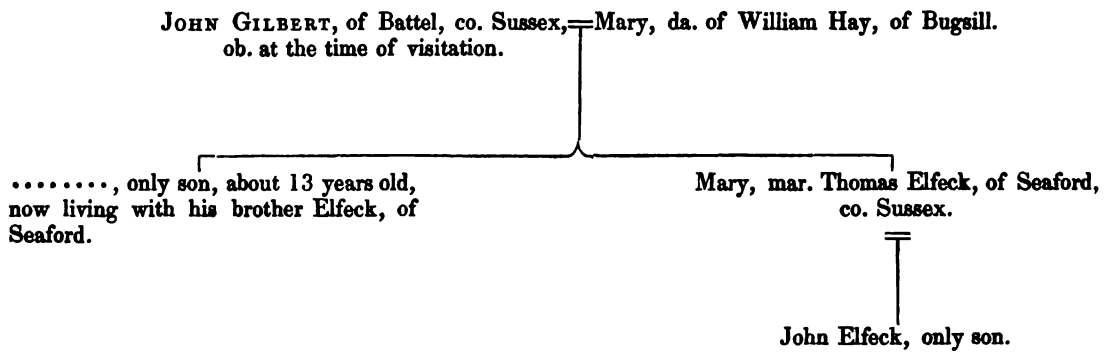 JOHN GILBERT, of Battel, co. Sussex,=Mary, da. of William Hay, of Bugsill.
ob. at the time of visitation.
........, only son, about 13 years old,
now living with his brother Elfeck, of
Seaford.
Mary, mar. Thomas Elfeck, of Seaford,
co. Sussex.
John Elfeck, only son.